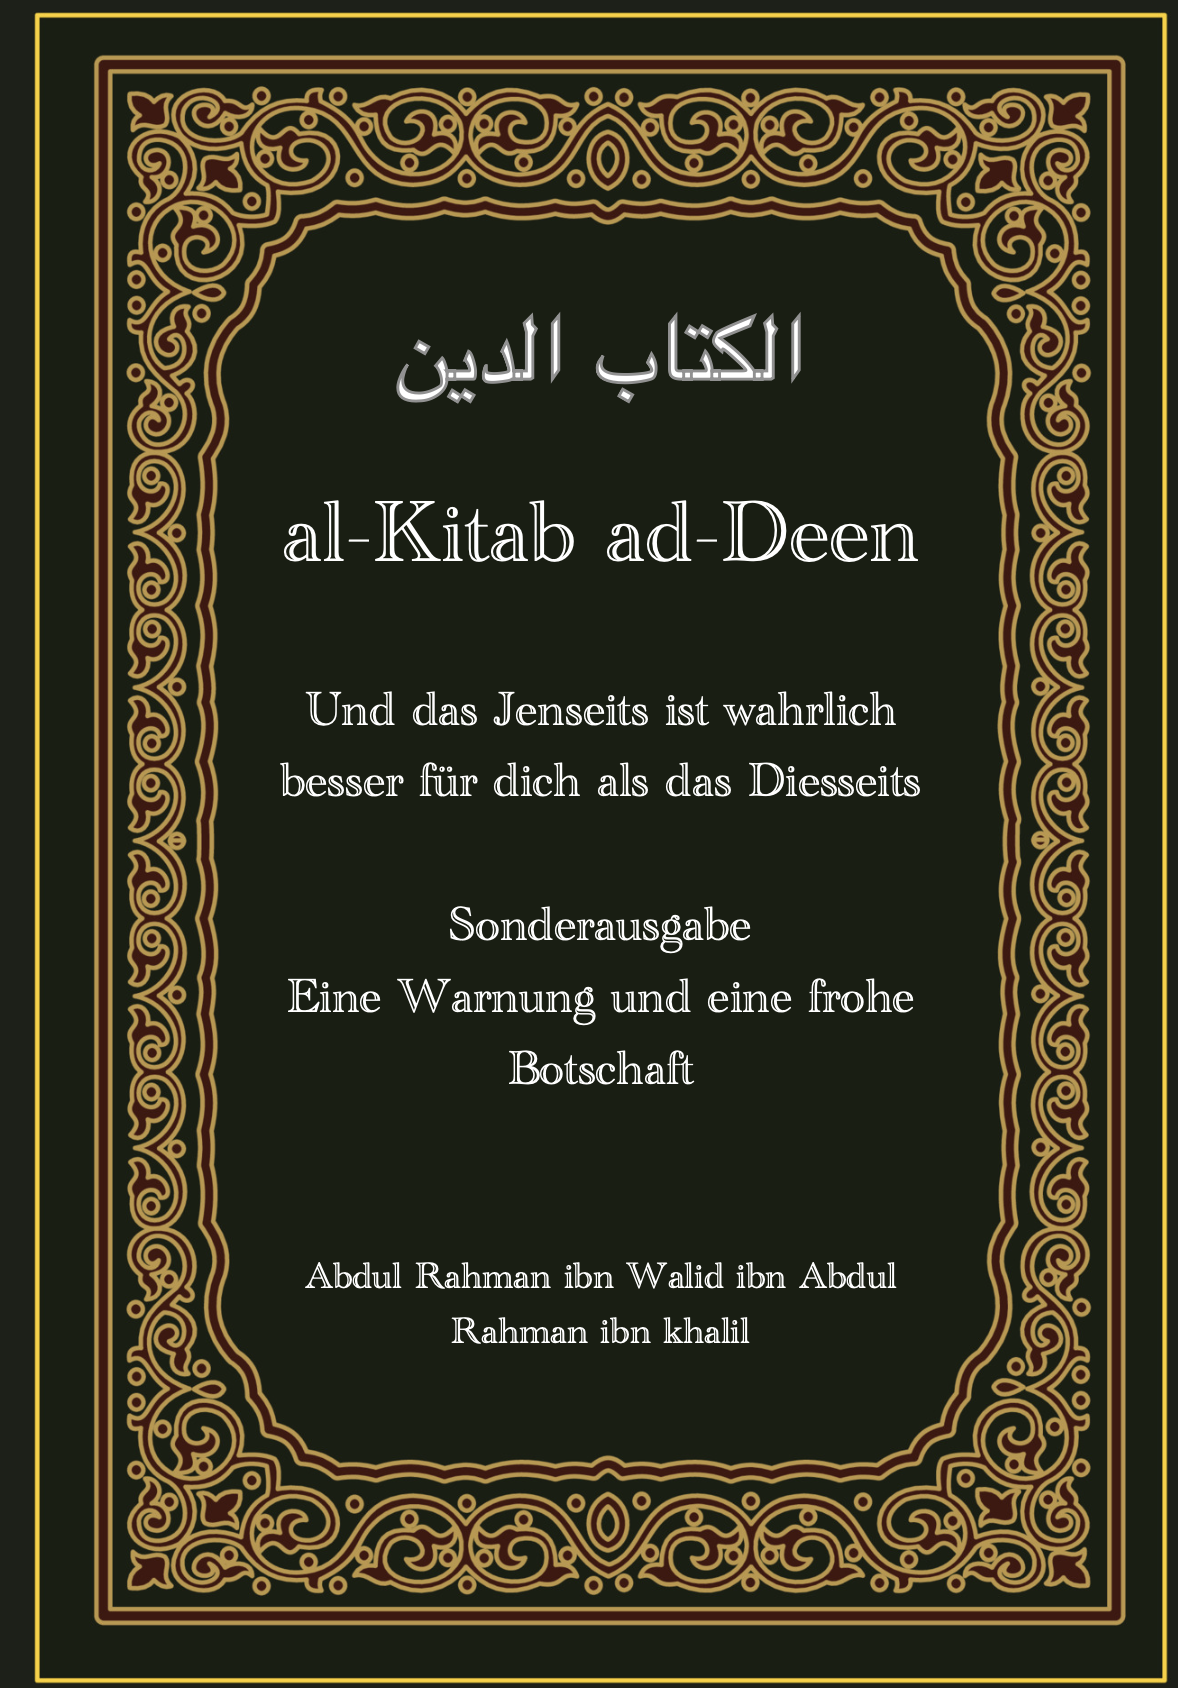 الكتاب الدين
al-Kitab ad-Deen
Und das Jenseits ist wahrlich
besser für dich als das Diesseits
Sonderausgabe
Eine Warnung und eine frohe
Botschaft
Abdul Rahman ibn Walid ibn Abdul
Rahman ibn khalil